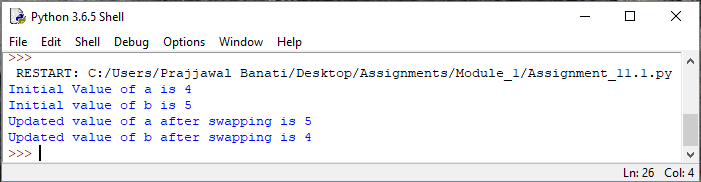 Python 3.6.5 Shell
File Edit Shell Debug Options Window Help
>>>
RESTART: C:/Users/Prajjawal Banati/Desktop/Assignments/Module_1/Assignment_11.1.py
Initial Value of a is 4
Initial value of b is 5
Updated value of a after swapping is 5
Updated value of b after swapping is 4
>>>
Ln: 26 Col: 4